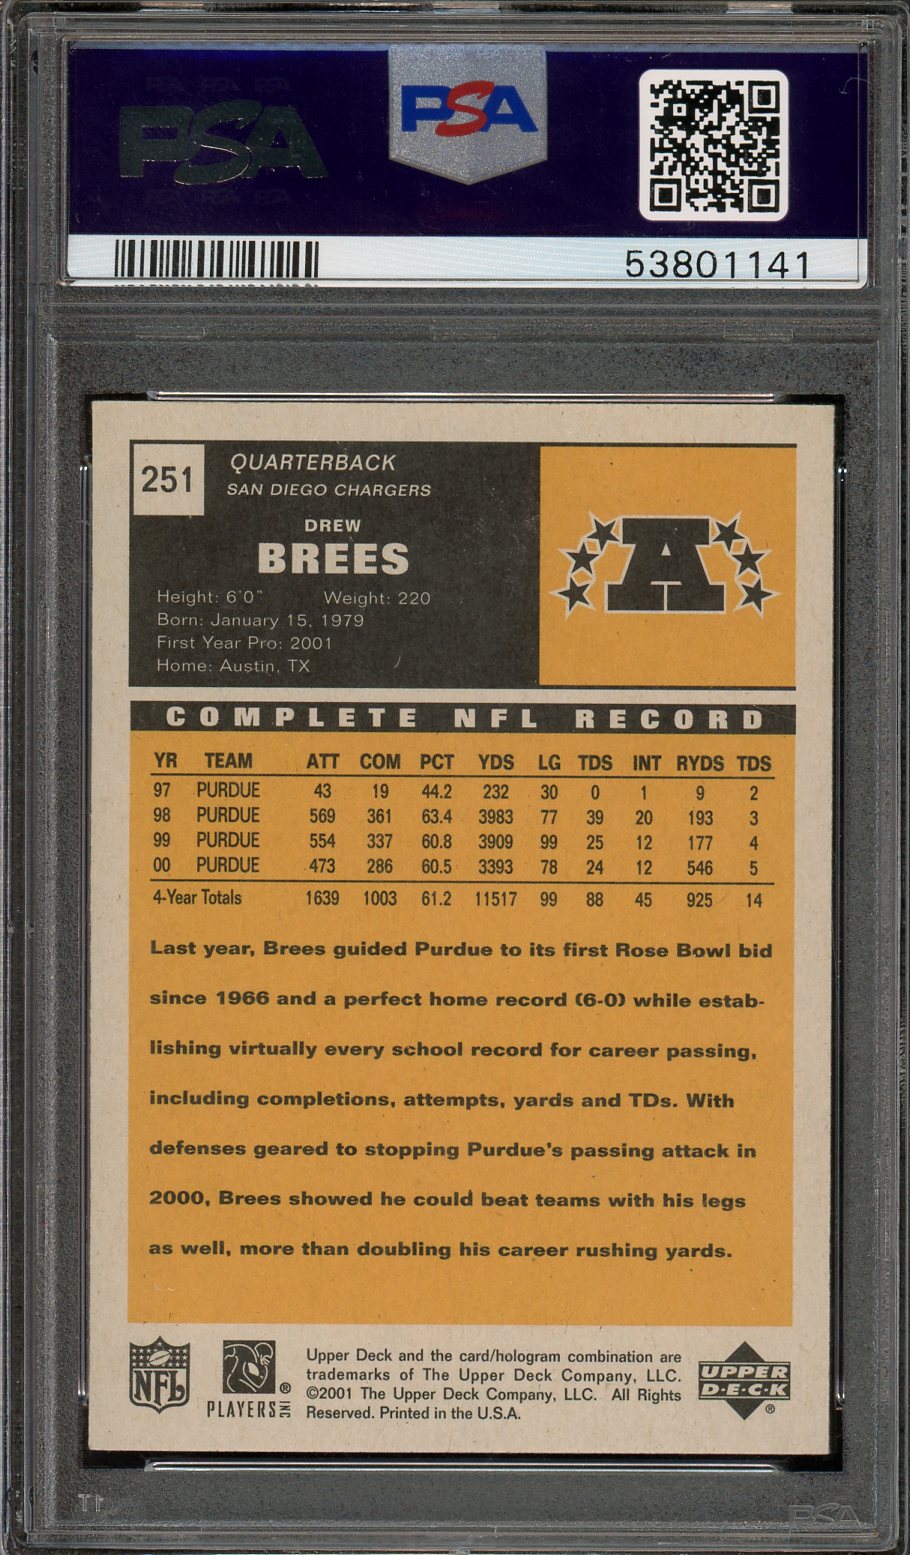 PSA
PSA
53801141
251
QUARTERBACK
SAN DIEGO CHARGERS
DREW
BREES
Height: 6'0" Weight: 220
Born: January 15, 1979
First Year Pro: 2001
Home: Austin, TX
A
COMPLETE NFL RECORD
YR TEAM ATT COM PCT YDS LG TDS INT RYDS TDS
97 PURDUE 43 19 44.2 232 30 0 1 9 2
98 PURDUE 569 361 63.4 3983 77 39 20 193 3
99 PURDUE 554 337 60.8 3909 99 25 12 177 4
00 PURDUE 473 286 60.5 3393 78 24 12 546 5
4-Year Totals 1639 1003 61.2 11517 99 88 45 925 14
Last year, Brees guided Purdue to its first Rose Bowl bid
since 1966 and a perfect home record (6-0) while estab-
lishing virtually every school record for career passing,
including completions, attempts, yards and TDs. With
defenses geared to stopping Purdue's passing attack in
2000, Brees showed he could beat teams with his legs
as well, more than doubling his career rushing yards.
NFL
PLAYERS INC ®
Upper Deck and the card/hologram combination are
trademarks of The Upper Deck Company, LLC.
©2001 The Upper Deck Company, LLC. All Rights
Reserved. Printed in the U.S.A.
UPPER
D·E·C·K
®
PSA